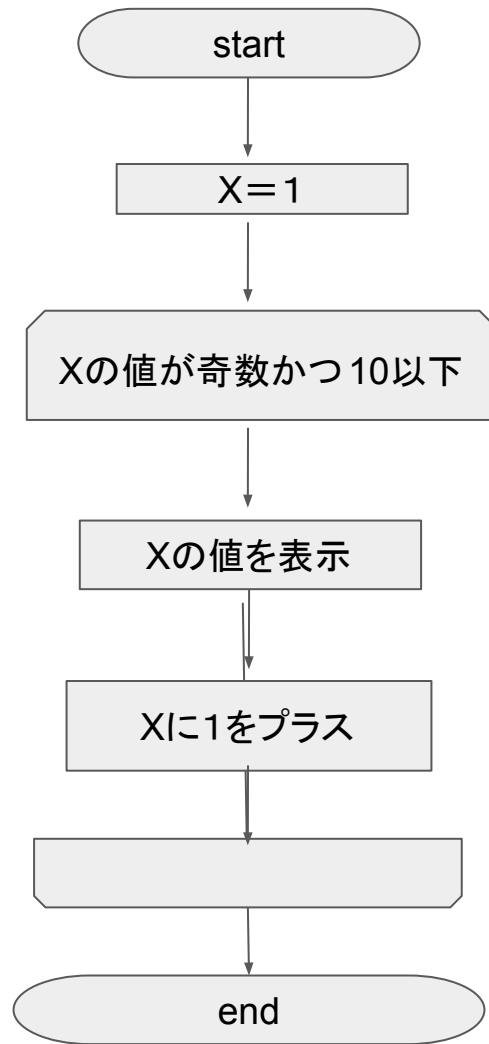 start
X＝1
Xの値が奇数かつ10以下
Xの値を表示
Xに1をプラス
end